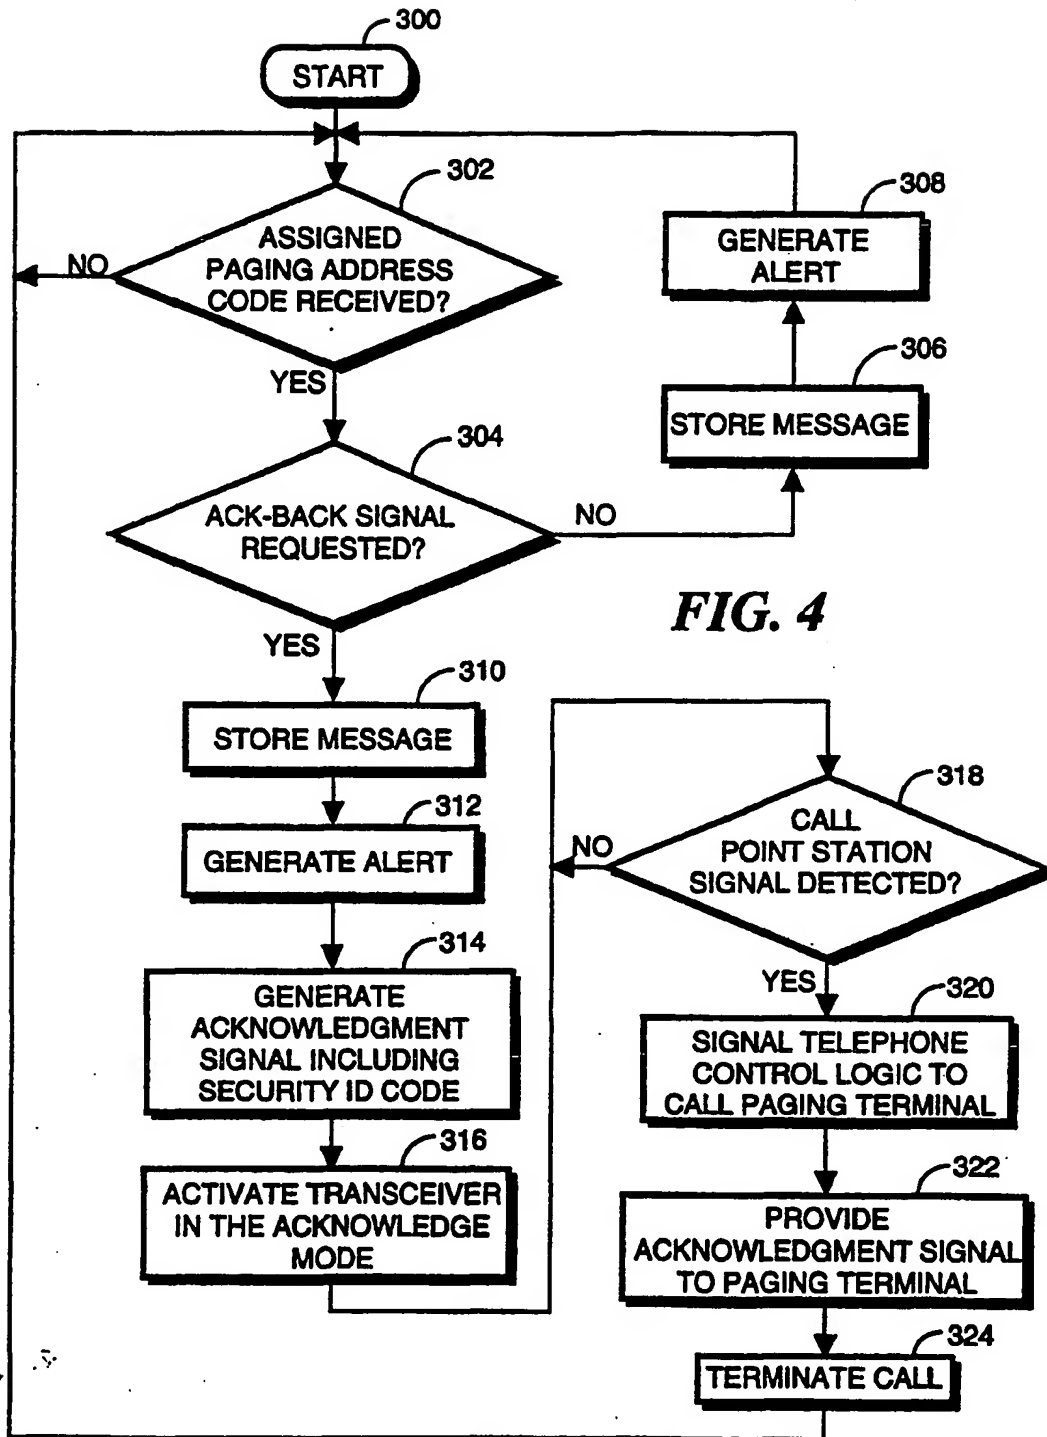 300
START
302
ASSIGNED
PAGING ADDRESS
CODE RECEIVED?
NO
YES
308
GENERATE
ALERT
306
STORE MESSAGE
304
ACK-BACK SIGNAL
REQUESTED?
NO
YES
FIG. 4
310
STORE MESSAGE
312
GENERATE ALERT
314
GENERATE
ACKNOWLEDGMENT
SIGNAL INCLUDING
SECURITY ID CODE
316
ACTIVATE TRANSCEIVER
IN THE ACKNOWLEDGE
MODE
318
CALL
POINT STATION
SIGNAL DETECTED?
NO
YES
320
SIGNAL TELEPHONE
CONTROL LOGIC TO
CALL PAGING TERMINAL
322
PROVIDE
ACKNOWLEDGMENT SIGNAL
TO PAGING TERMINAL
324
TERMINATE CALL